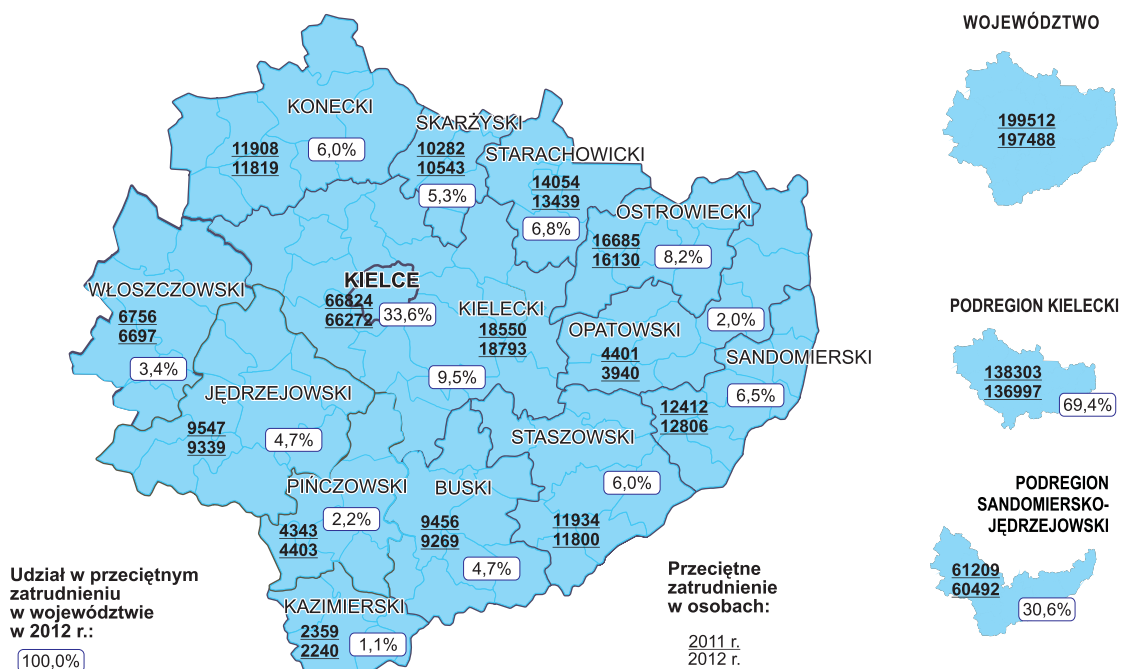 WOJEWÓDZTWO
199512
197488
KONECKI
11908
11819
6,0%
SKARŻYSKI
10282
10543
5,3%
STARACHOWICKI
14054
13439
6,8%
OSTROWIECKI
16685
16130
8,2%
KIELCE
66824
66272
33,6%
WŁOSZCZOWSKI
6756
6697
3,4%
KIELECKI
18550
18793
9,5%
OPATOWSKI
4401
3940
2,0%
SANDOMIERSKI
12412
12806
6,5%
PODREGION KIELECKI
138303
136997
69,4%
JĘDRZEJOWSKI
9547
9339
4,7%
STASZOWSKI
11934
11800
6,0%
PIŃCZOWSKI
4343
4403
2,2%
BUSKI
9456
9269
4,7%
PODREGION
SANDOMIERSKO-
JĘDRZEJOWSKI
61209
60492
30,6%
KAZIMIERSKI
2359
2240
1,1%
Udział w przeciętnym
zatrudnieniu
w województwie
w 2012 r.:
100,0%
Przeciętne
zatrudnienie
w osobach:
2011 r.
2012 r.